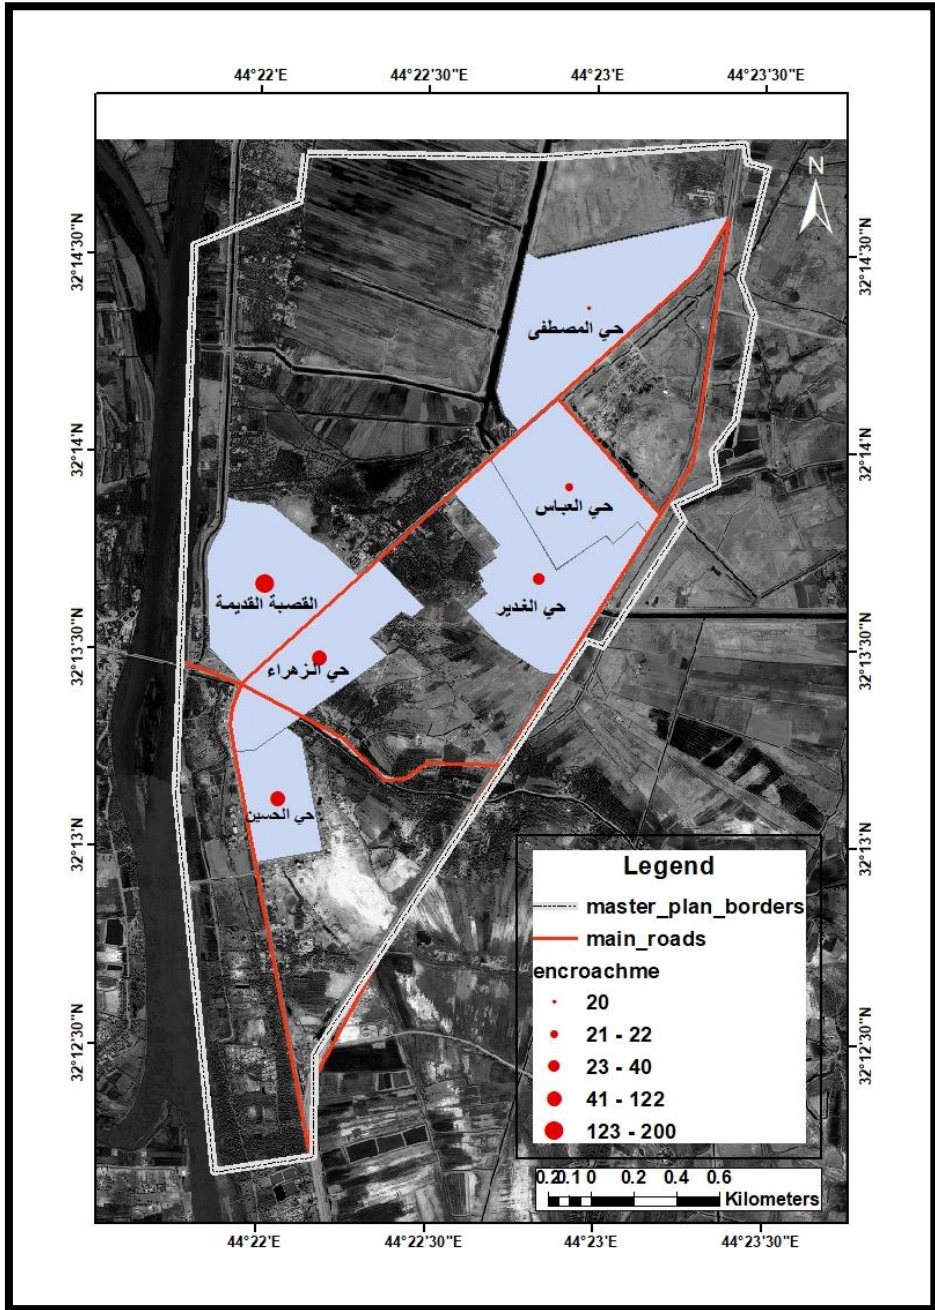 44°22'E 44°22'30"E 44°23'E 44°23'30"E
N
32°14'30"N 32°14'30"N
حي المصطفى
32°14'N 32°14'N
حي العباس
القصبة القديمة
حي الغدير
32°13'30"N 32°13'30"N
حي الزهراء
حي الحسين
32°13'N 32°13'N
Legend
master_plan_borders
main_roads
encroachme
20
21 - 22
23 - 40
41 - 122
123 - 200
32°12'30"N 32°12'30"N
0.2 0.1 0 0.2 0.4 0.6
Kilometers
44°22'E 44°22'30"E 44°23'E 44°23'30"E